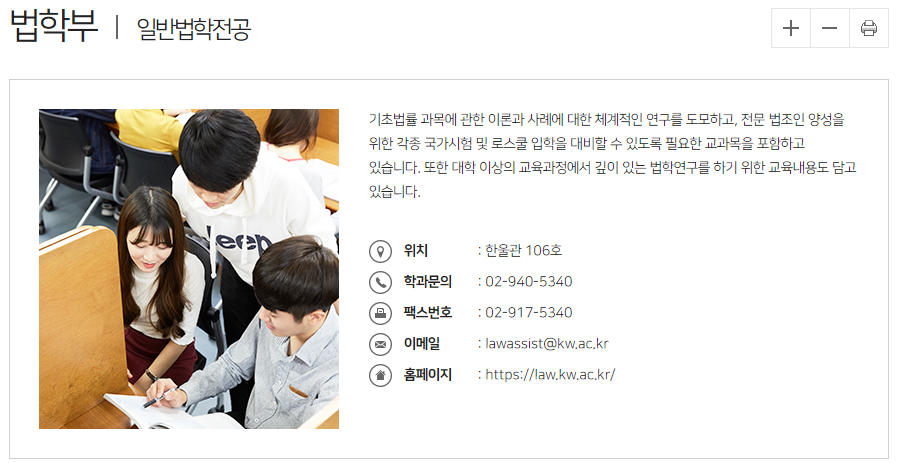 법학부 | 일반법학전공
기초법률 과목에 관한 이론과 사례에 대한 체계적인 연구를 도모하고, 전문 법조인 양성을
위한 각종 국가시험 및 로스쿨 입학을 대비할 수 있도록 필요한 교과목을 포함하고
있습니다. 또한 대학 이상의 교육과정에서 깊이 있는 법학연구를 하기 위한 교육내용도 담고
있습니다.
위치 : 한울관 106호
학과문의 : 02-940-5340
팩스번호 : 02-917-5340
이메일 : lawassist@kw.ac.kr
홈페이지 : https://law.kw.ac.kr/
Jeep